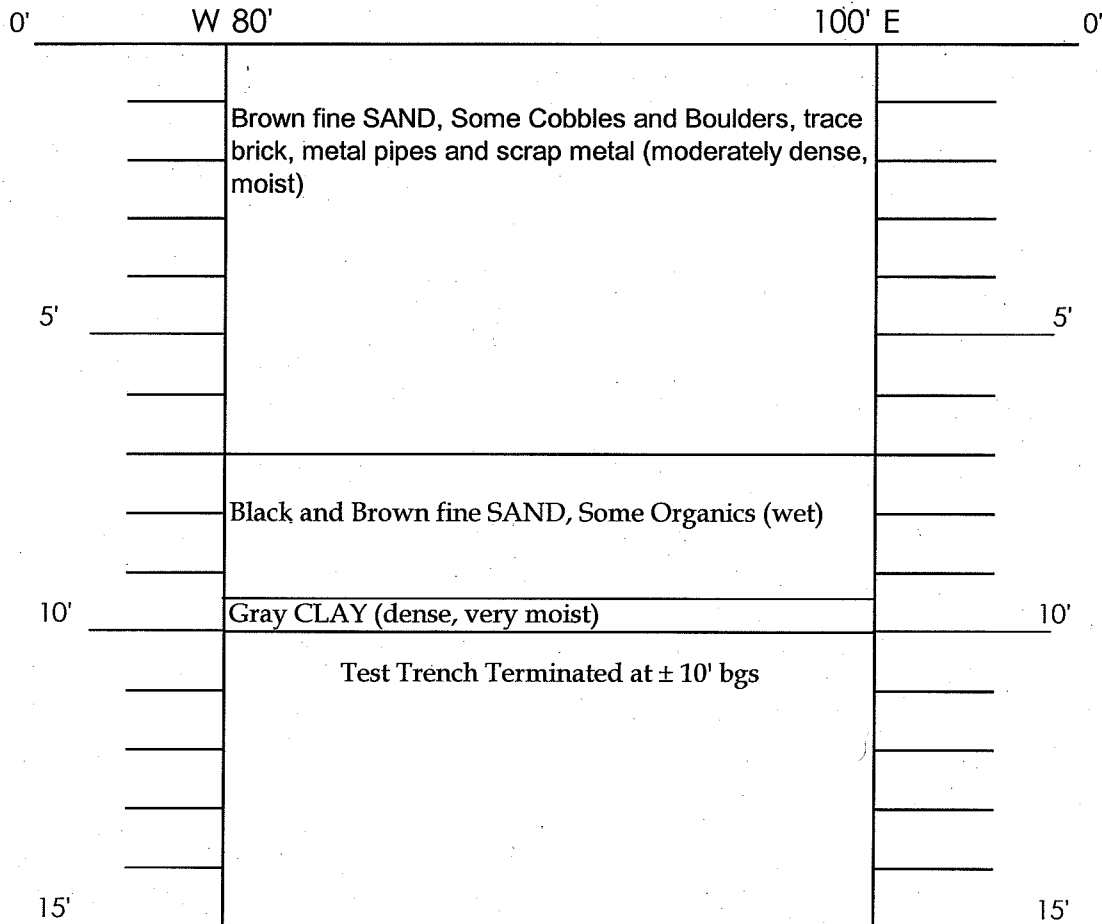 0' W 80' 100' E 0'
Brown fine SAND, Some Cobbles and Boulders, trace
brick, metal pipes and scrap metal (moderately dense,
moist)
5' 5'
Black and Brown fine SAND, Some Organics (wet)
10' Gray CLAY (dense, very moist) 10'
Test Trench Terminated at ± 10' bgs
15' 15'